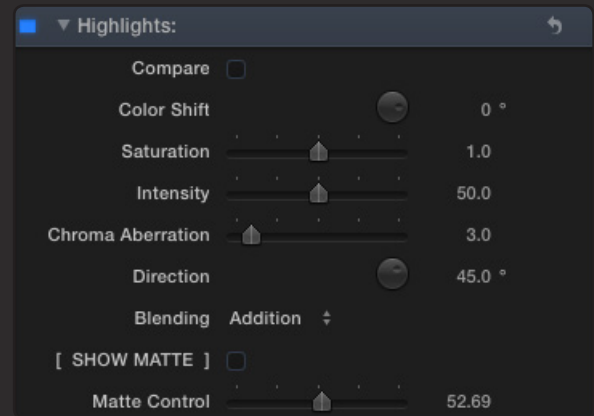 Highlights:
Compare
Color Shift 0 °
Saturation 1.0
Intensity 50.0
Chroma Aberration 3.0
Direction 45.0 °
Blending Addition
[ SHOW MATTE ]
Matte Control 52.69